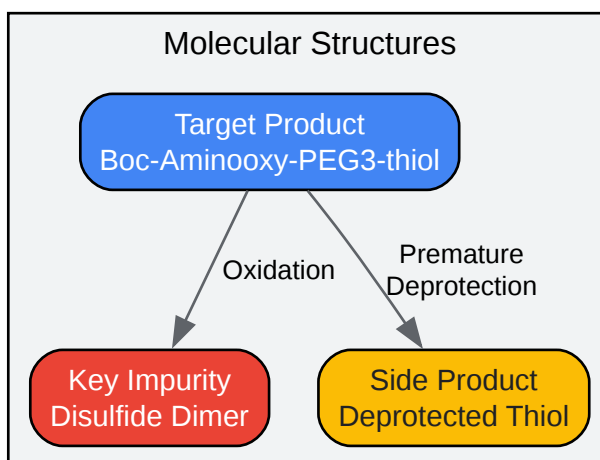 Molecular Structures
Target Product
Boc-Aminooxy-PEG3-thiol
Oxidation
Premature
Deprotection
Key Impurity
Disulfide Dimer
Side Product
Deprotected Thiol